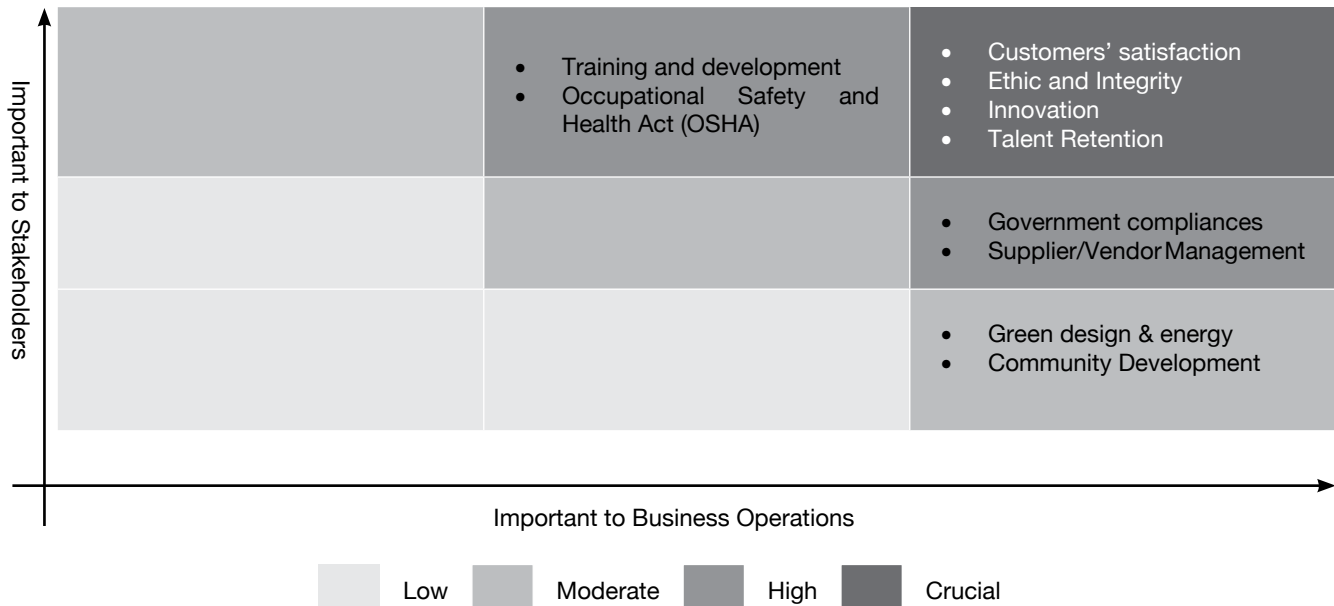 Important to Stakeholders
• Training and development
• Occupational Safety and
Health Act (OSHA)
• Customers’ satisfaction
• Ethic and Integrity
• Innovation
• Talent Retention
• Government compliances
• Supplier/Vendor Management
• Green design & energy
• Community Development
Important to Business Operations
Low Moderate High Crucial